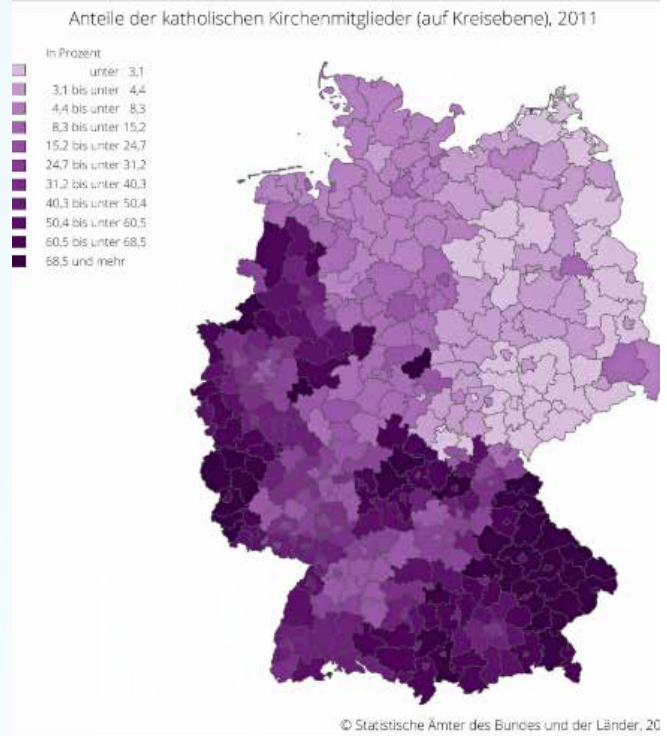 Anteile der katholischen Kirchenmitglieder (auf Kreisebene), 2011
In Prozent
unter 3,1
3,1 bis unter 4,4
4,4 bis unter 8,3
8,3 bis unter 15,2
15,2 bis unter 24,7
24,7 bis unter 31,2
31,2 bis unter 40,3
40,3 bis unter 50,4
50,4 bis unter 60,5
60,5 bis unter 68,5
68,5 und mehr
© Statistische Ämter des Bundes und der Länder, 20